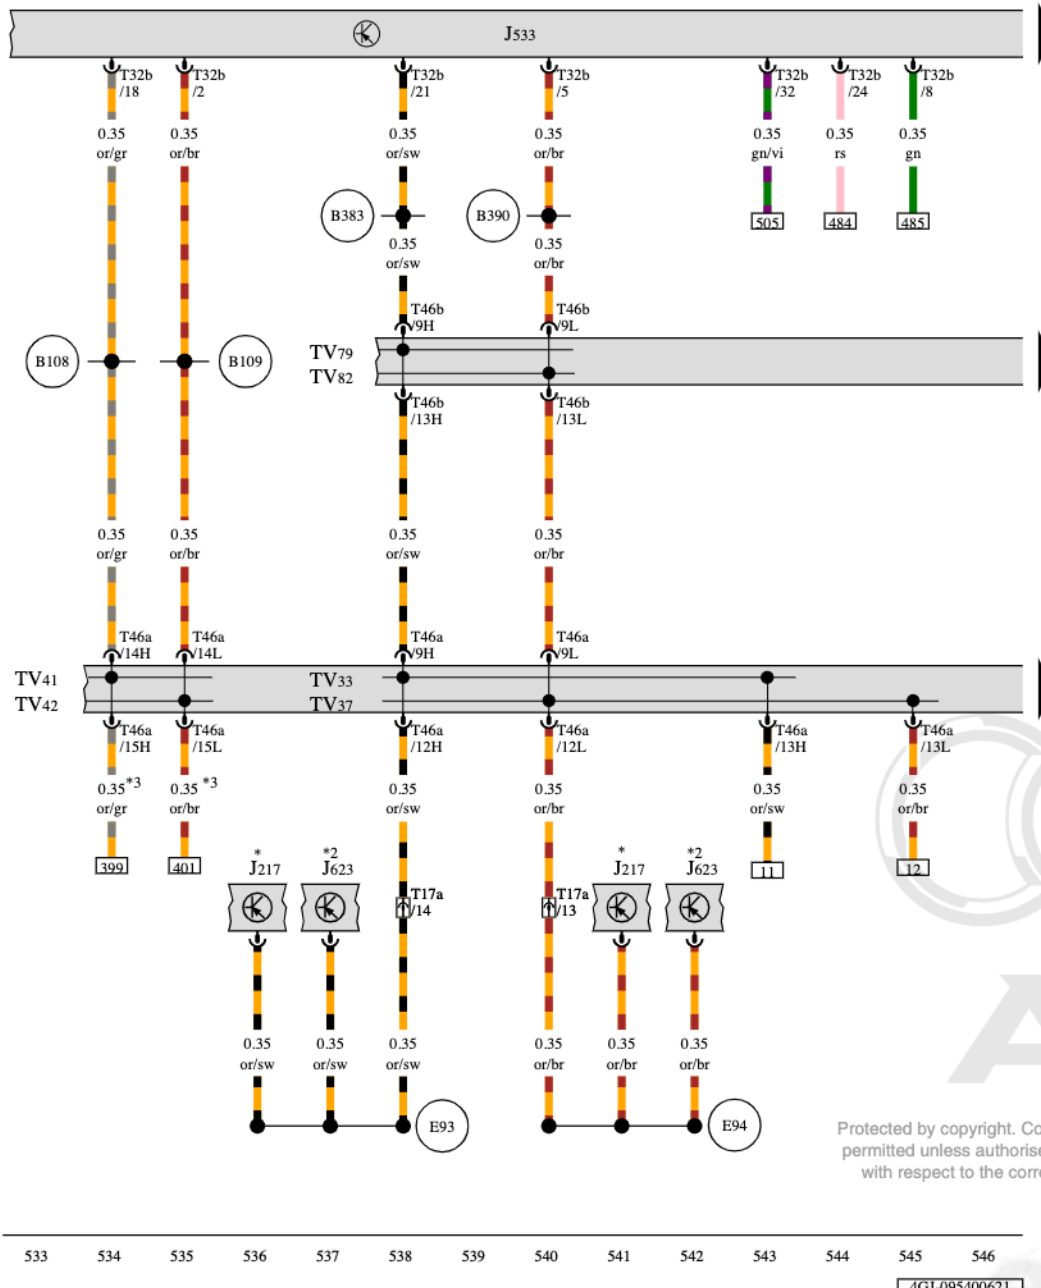 J533
T32b /18
T32b /2
T32b /21
T32b /5
T32b /32
T32b /24
T32b /8
0.35 0.35 0.35 0.35 0.35 0.35 0.35
or/gr or/br or/sw or/br gn/vi rs gn
B383 B390 505 484 485
0.35 0.35
or/sw or/br
T46b /9H
T46b /9L
B108 B109
TV79
TV82
T46b /13H
T46b /13L
0.35 0.35 0.35 0.35
or/gr or/br or/sw or/br
T46a /14H
T46a /14L
T46a /9H
T46a /9L
TV41 TV33
TV42 TV37
T46a /15H
T46a /15L
T46a /12H
T46a /12L
T46a /13H
T46a /13L
0.35*3 0.35 *3 0.35 0.35 0.35 0.35
or/gr or/br or/sw or/br or/sw or/br
399 401 11 12
* J217
*2 J623
* J217
*2 J623
T17a /14
T17a /13
0.35 0.35 0.35 0.35 0.35 0.35
or/sw or/sw or/sw or/br or/br or/br
E93 E94
Protected by copyright. Co
permitted unless authorise
with respect to the corre
533 534 535 536 537 538 539 540 541 542 543 544 545 546